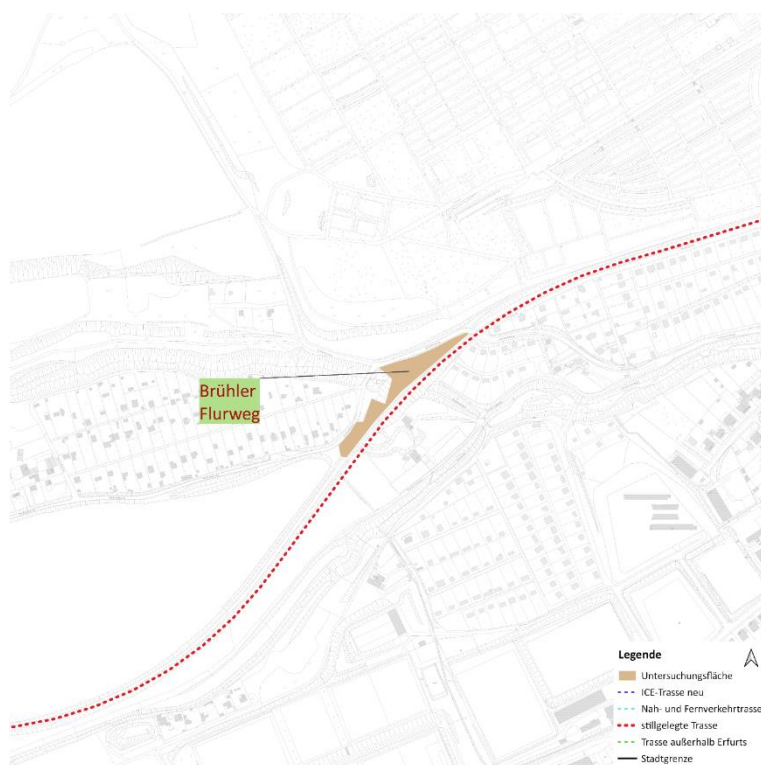 Brühler
Flurweg
Legende
Untersuchungsfläche
ICE-Trasse neu
Nah- und Fernverkehrtrasse
stillgelegte Trasse
Trasse außerhalb Erfurts
Stadtgrenze